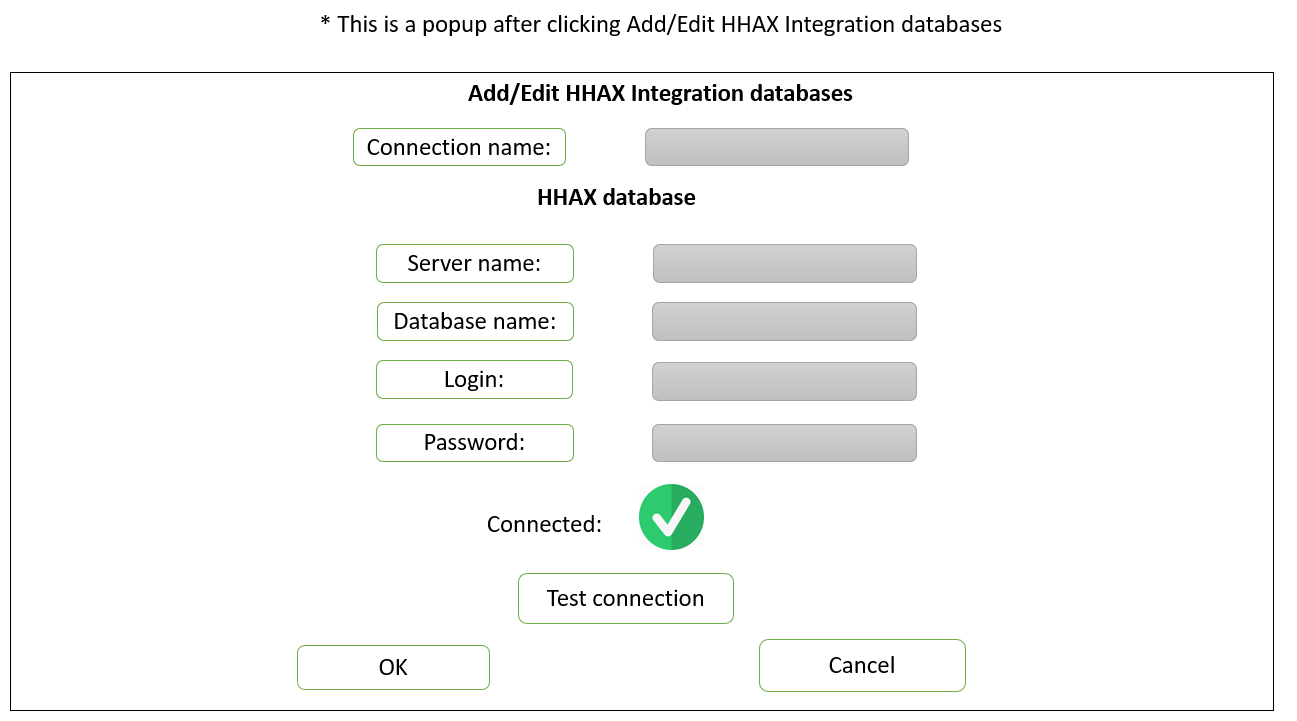 * This is a popup after clicking Add/Edit HHAX Integration databases
Add/Edit HHAX Integration databases
Connection name:
HHAX database
Server name:
Database name:
Login:
Password:
Connected:
Test connection
OK
Cancel